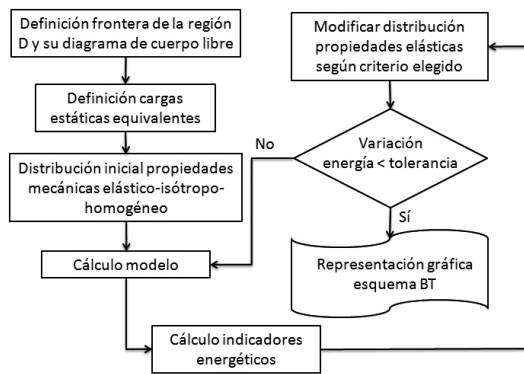 Definición frontera de la región
D y su diagrama de cuerpo libre
Definición cargas
estáticas equivalentes
Distribución inicial propiedades
mecánicas elástico-isótropo-
homogéneo
Cálculo modelo
Cálculo indicadores
energéticos
Modificar distribución
propiedades elásticas
según criterio elegido
Variación
energía < tolerancia
No
Sí
Representación gráfica
esquema BT